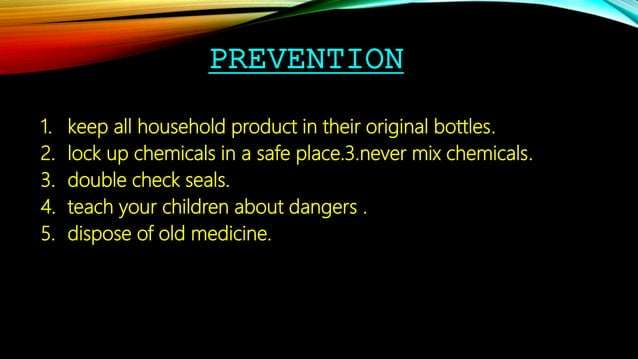 PREVENTION
1. keep all household product in their original bottles.
2. lock up chemicals in a safe place.3.never mix chemicals.
3. double check seals.
4. teach your children about dangers .
5. dispose of old medicine.